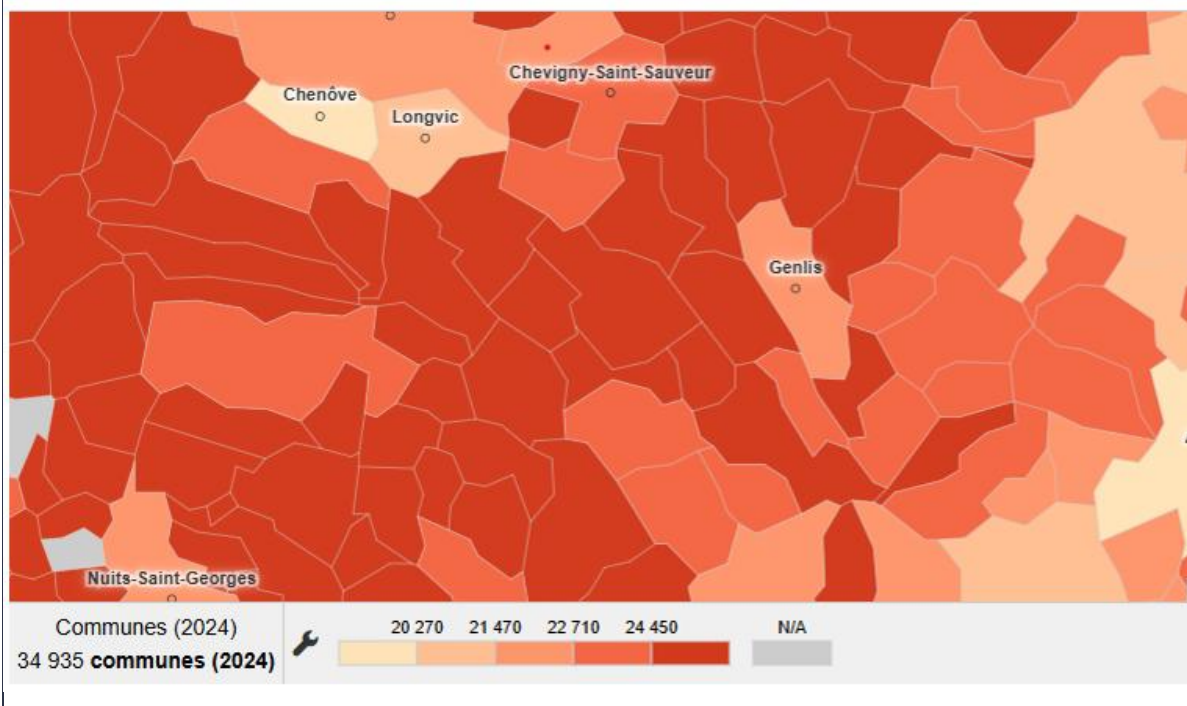 Chevigny-Saint-Sauveur
Chenôve
Longvic
Genlis
Nuits-Saint-Georges
Communes (2024)
34 935 communes (2024)
20 270 21 470 22 710 24 450 N/A